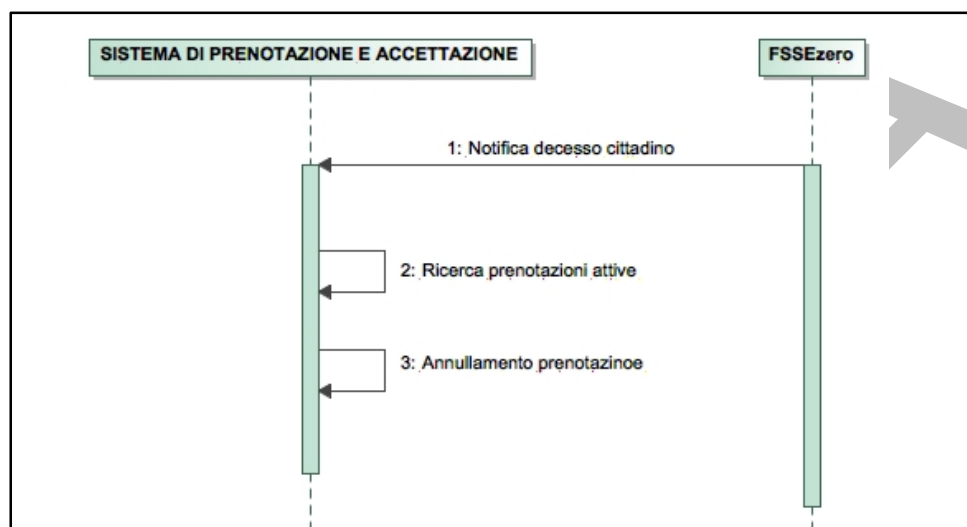 SISTEMA DI PRENOTAZIONE E ACCETTAZIONE
FSSEzero
1: Notifica decesso cittadino
2: Ricerca prenotazioni attive
3: Annullamento prenotazinoe